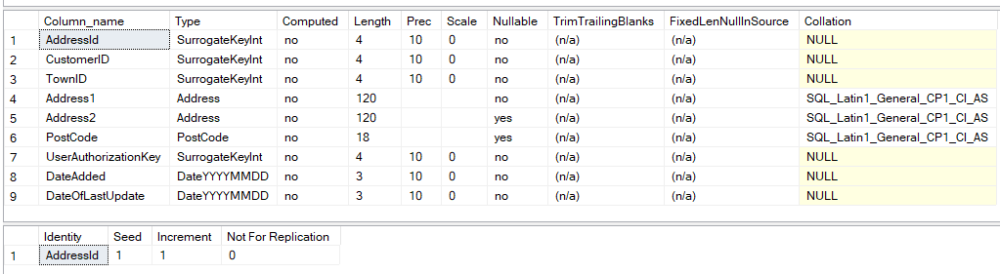 Column_name Type Computed Length Prec Scale Nullable TrimTrailingBlanks FixedLenNullInSource Collation
1 AddressId SurrogateKeyInt no 4 10 0 no (n/a) (n/a) NULL
2 CustomerID SurrogateKeyInt no 4 10 0 no (n/a) (n/a) NULL
3 TownID SurrogateKeyInt no 4 10 0 no (n/a) (n/a) NULL
4 Address1 Address no 120 no (n/a) (n/a) SQL_Latin1_General_CP1_CI_AS
5 Address2 Address no 120 yes (n/a) (n/a) SQL_Latin1_General_CP1_CI_AS
6 PostCode PostCode no 18 yes (n/a) (n/a) SQL_Latin1_General_CP1_CI_AS
7 UserAuthorizationKey SurrogateKeyInt no 4 10 0 no (n/a) (n/a) NULL
8 DateAdded DateYYYYMMDD no 3 10 0 no (n/a) (n/a) NULL
9 DateOfLastUpdate DateYYYYMMDD no 3 10 0 no (n/a) (n/a) NULL
Identity Seed Increment Not For Replication
1 AddressId 1 1 0